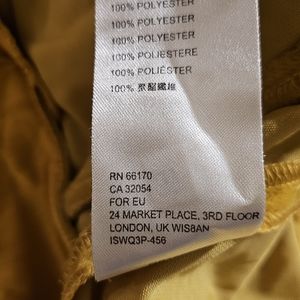 100% POLYESTER
100% POLYESTER
100% POLYESTER
100% POLIESTERE
100% POLIÉSTER
100% 聚酯纖維
RN 66170
CA 32054
FOR EU
24 MARKET PLACE, 3RD FLOOR
LONDON, UK WIS8AN
ISWQ3P-456